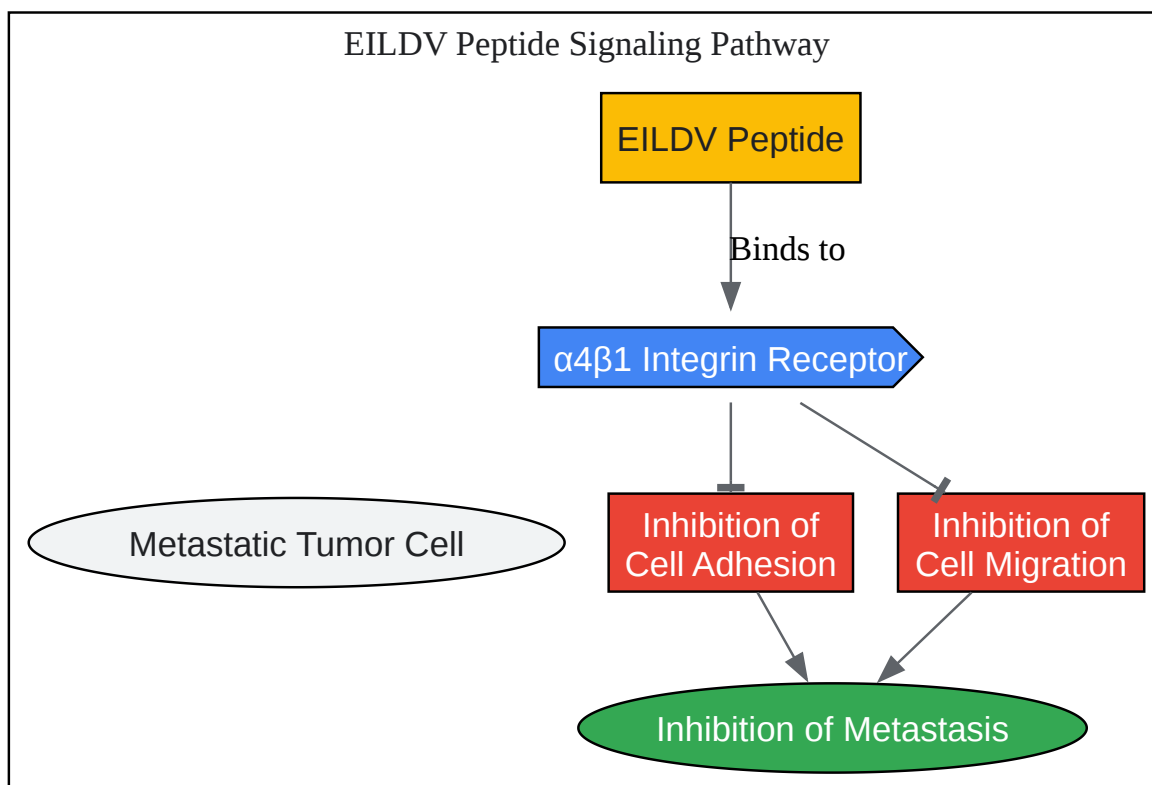 EILDV Peptide Signaling Pathway
EILDV Peptide
Binds to
α4β1 Integrin Receptor
Metastatic Tumor Cell
Inhibition of
Cell Adhesion
Inhibition of
Cell Migration
Inhibition of Metastasis